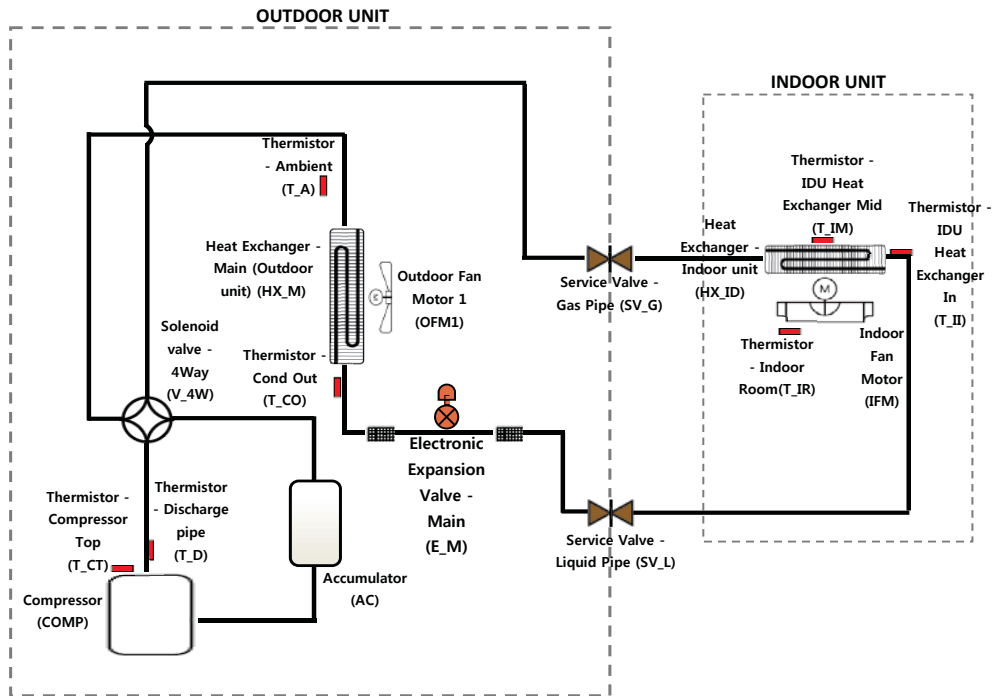 OUTDOOR UNIT
INDOOR UNIT
Thermistor
- Ambient
(T_A)
Heat Exchanger -
Main (Outdoor
unit) (HX_M)
Outdoor Fan
Motor 1
(OFM1)
Solenoid
valve -
4Way
(V_4W)
Thermistor -
Cond Out
(T_CO)
Electronic
Expansion
Valve -
Main
(E_M)
Thermistor -
Compressor
Top
(T_CT)
Thermistor
- Discharge
pipe
(T_D)
Compressor
(COMP)
Accumulator
(AC)
Service Valve -
Gas Pipe (SV_G)
Service Valve -
Liquid Pipe (SV_L)
Heat
Exchanger -
Indoor unit
(HX_ID)
Thermistor -
IDU Heat
Exchanger Mid
(T_IM)
Thermistor -
IDU
Heat
Exchanger
In
(T_II)
M
S
Thermistor
- Indoor
Room(T_IR)
Indoor
Fan
Motor
(IFM)